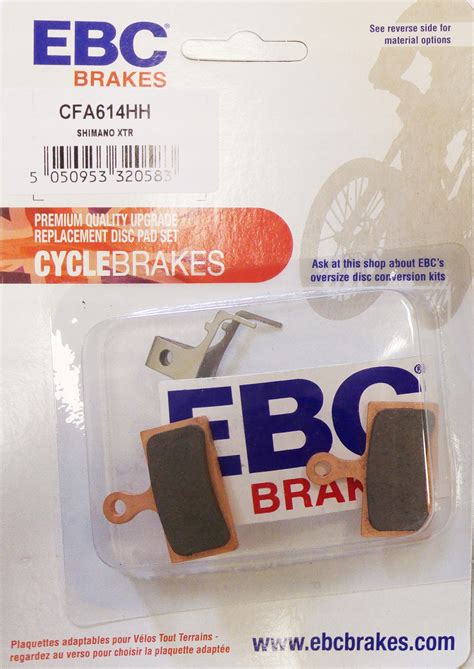 EBC®
BRAKES
See reverse side for
material options
CFA614HH
SHIMANO XTR
5 050953 320583
PREMIUM QUALITY UPGRADE
REPLACEMENT DISC PAD SET
CYCLEBRAKES
Ask at this shop about EBC's
oversize disc conversion kits
EBC®
BRAKES
Plaquettes adaptables pour Vélos Tout Terrains -
regardez au verso pour choisir la plaquette adaptée
www.ebcbrakes.com